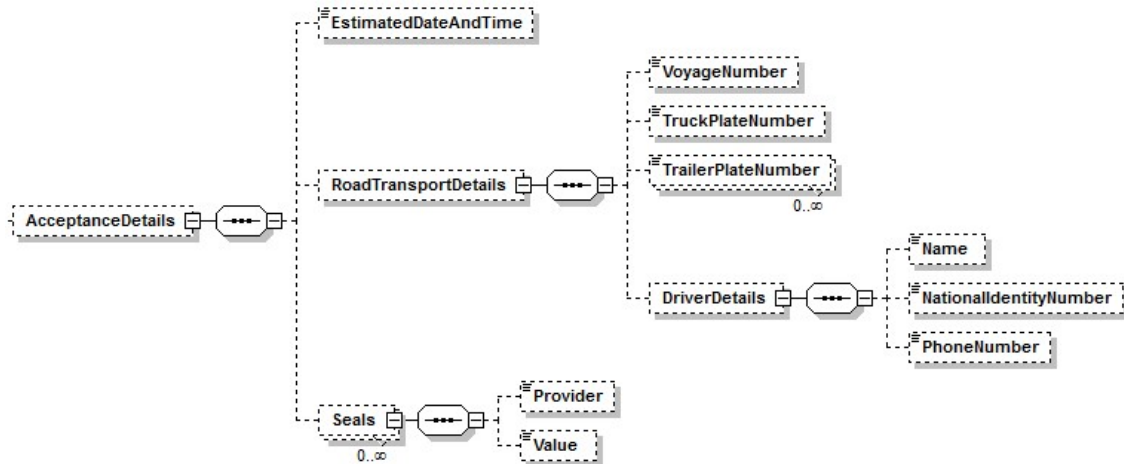 EstimatedDateAndTime
VoyageNumber
TruckPlateNumber
RoadTransportDetails
TrailerPlateNumber
0..∞
AcceptanceDetails
Name
DriverDetails
NationalIdentityNumber
PhoneNumber
Provider
Seals
0..∞
Value